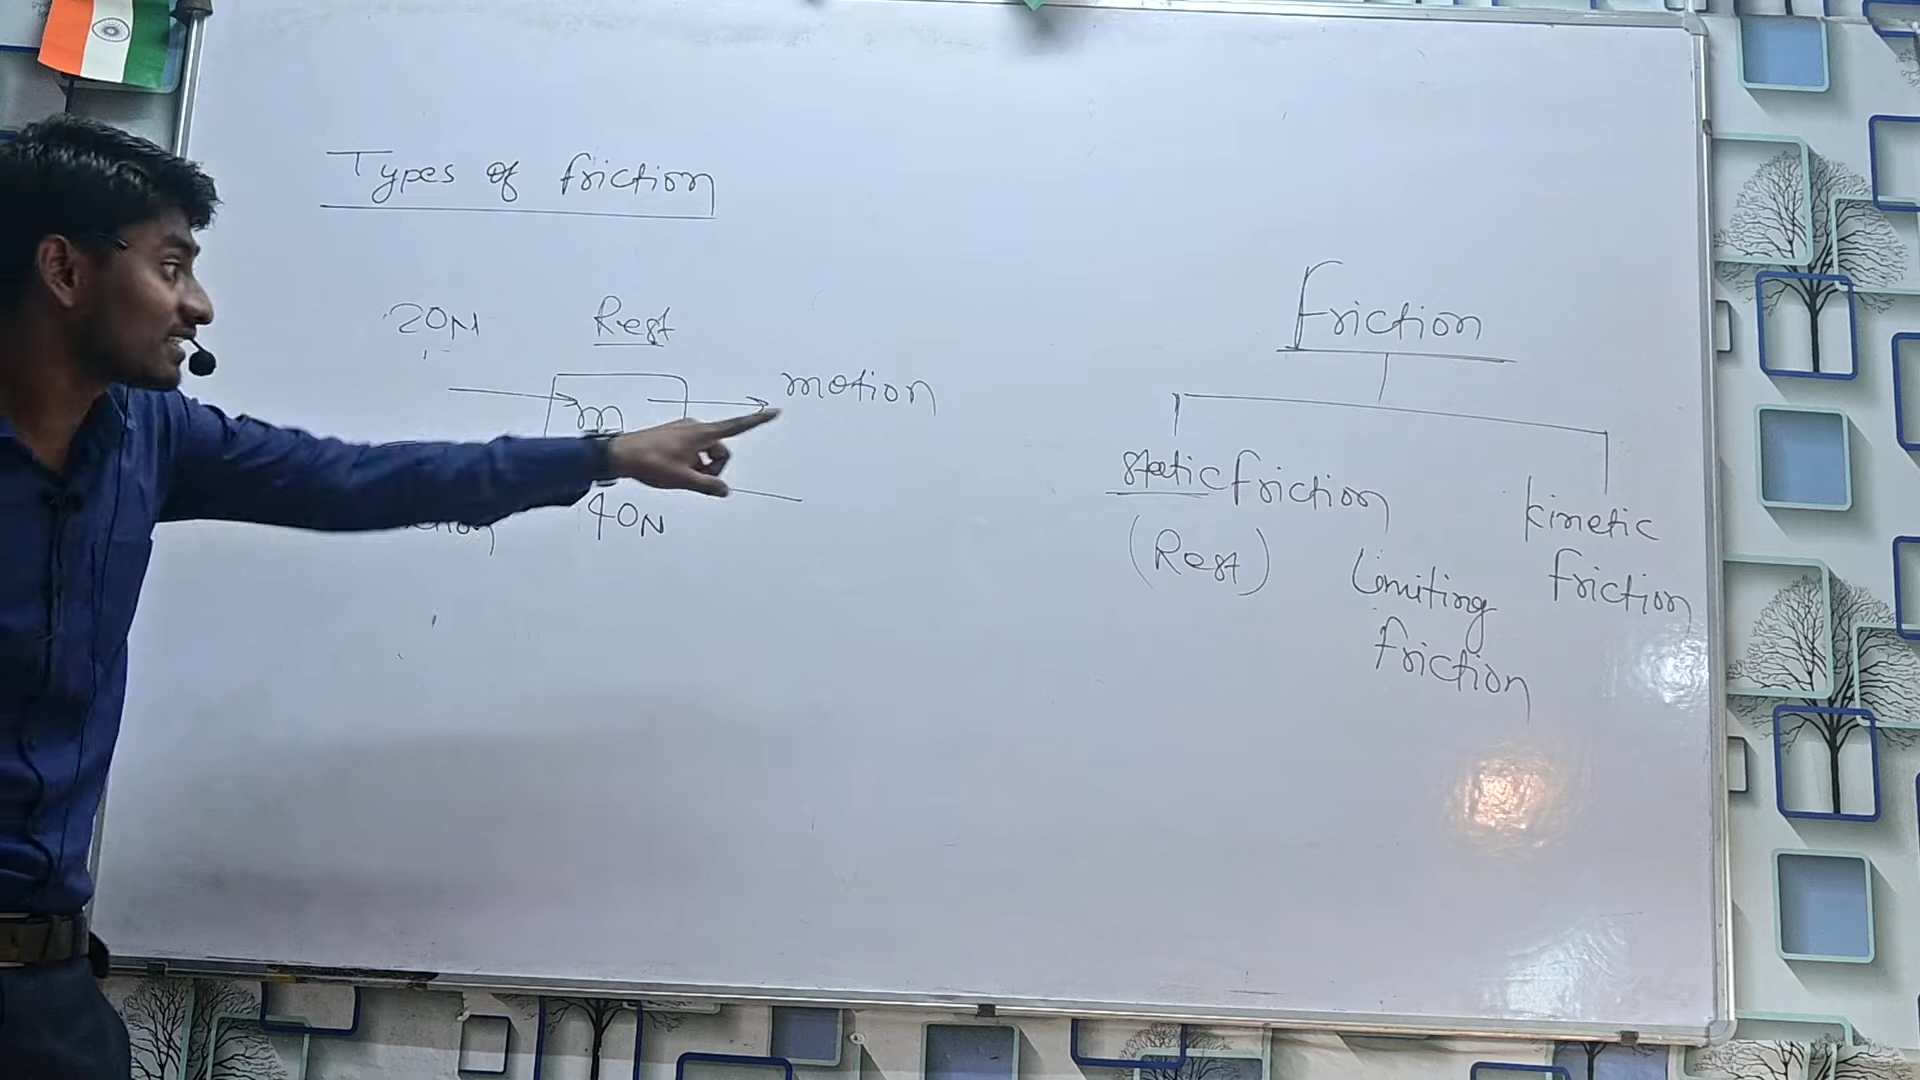 Types of friction
20N
Rest
m
motion
40N
Friction
static friction
(Rest)
Limiting
friction
kinetic
friction